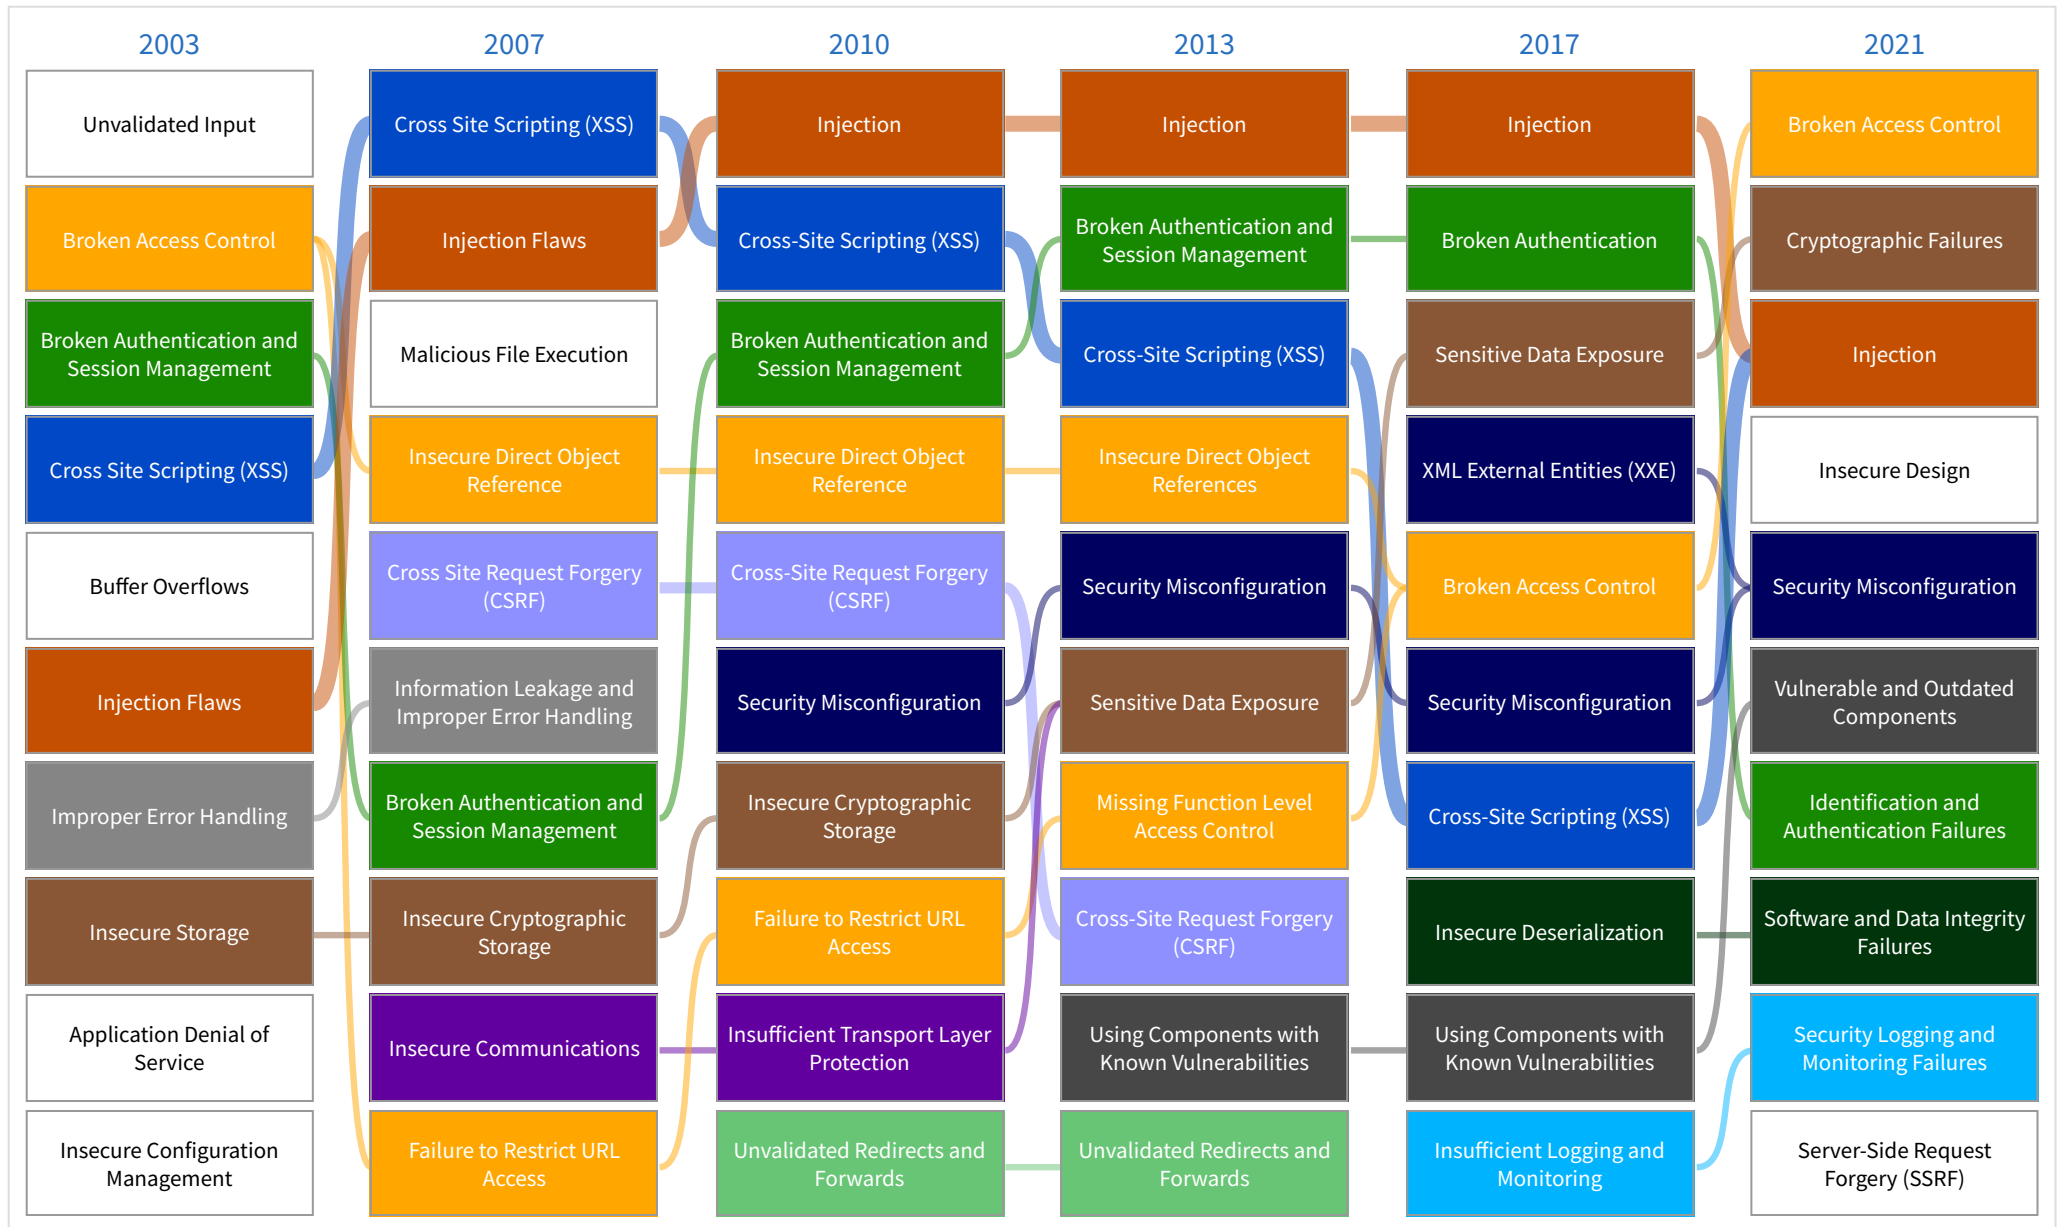 2003
2007
2010
2013
2017
2021
Unvalidated Input
Cross Site Scripting (XSS)
Injection
Injection
Injection
Broken Access Control
Broken Access Control
Injection Flaws
Cross-Site Scripting (XSS)
Broken Authentication and
Session Management
Broken Authentication
Cryptographic Failures
Broken Authentication and
Session Management
Malicious File Execution
Broken Authentication and
Session Management
Cross-Site Scripting (XSS)
Sensitive Data Exposure
Injection
Cross Site Scripting (XSS)
Insecure Direct Object
Reference
Insecure Direct Object
Reference
Insecure Direct Object
References
XML External Entities (XXE)
Insecure Design
Buffer Overflows
Cross Site Request Forgery
(CSRF)
Cross-Site Request Forgery
(CSRF)
Security Misconfiguration
Broken Access Control
Security Misconfiguration
Injection Flaws
Information Leakage and
Improper Error Handling
Security Misconfiguration
Sensitive Data Exposure
Security Misconfiguration
Vulnerable and Outdated
Components
Improper Error Handling
Broken Authentication and
Session Management
Insecure Cryptographic
Storage
Missing Function Level
Access Control
Cross-Site Scripting (XSS)
Identification and
Authentication Failures
Insecure Storage
Insecure Cryptographic
Storage
Failure to Restrict URL
Access
Cross-Site Request Forgery
(CSRF)
Insecure Deserialization
Software and Data Integrity
Failures
Application Denial of
Service
Insecure Communications
Insufficient Transport Layer
Protection
Using Components with
Known Vulnerabilities
Using Components with
Known Vulnerabilities
Security Logging and
Monitoring Failures
Insecure Configuration
Management
Failure to Restrict URL
Access
Unvalidated Redirects and
Forwards
Unvalidated Redirects and
Forwards
Insufficient Logging and
Monitoring
Server-Side Request
Forgery (SSRF)